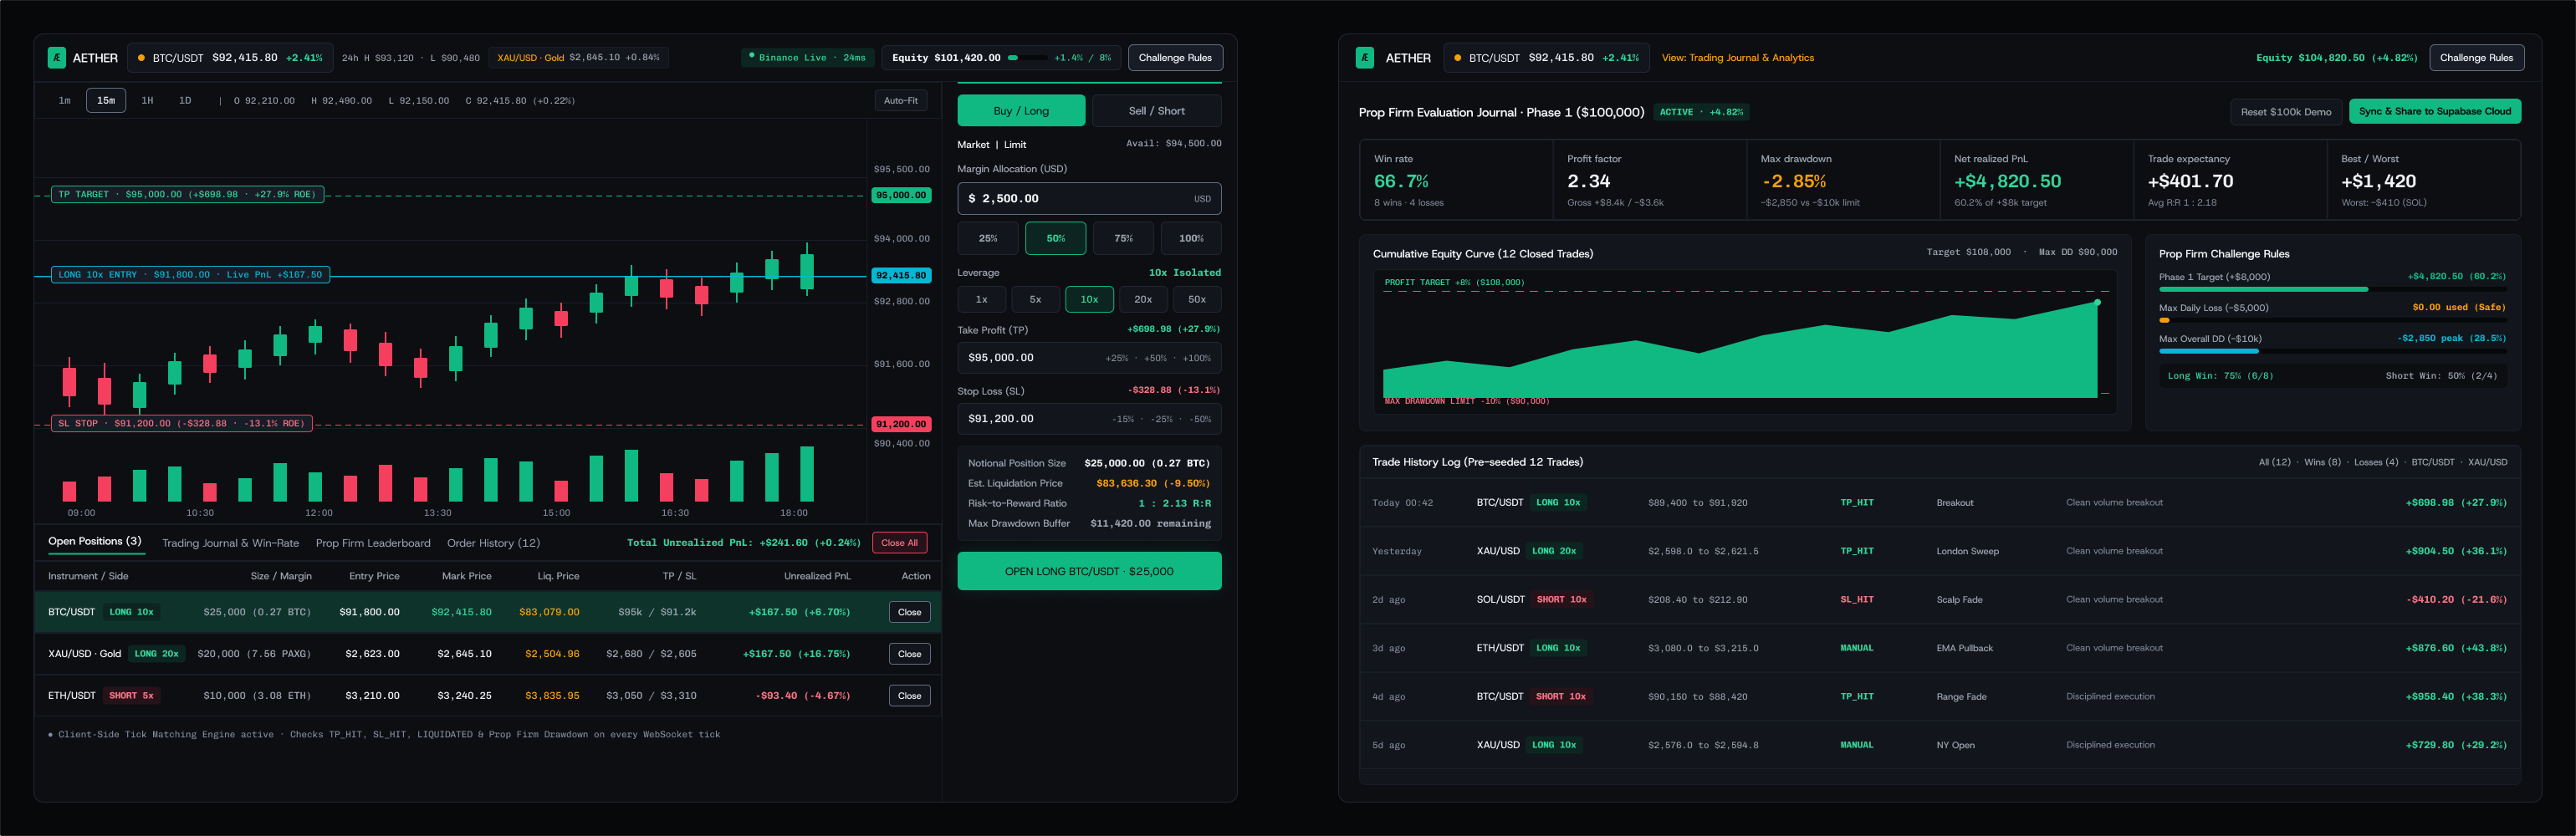 Æ AETHER BTC/USDT $92,415.80 +2.41% 24h H $93,120 · L $90,480 XAU/USD · Gold $2,645.10 +0.84% Binance Live · 24ms Equity $101,420.00 +1.4% / 8% Challenge Rules
1m 15m 1H 1D | O 92,210.00 H 92,490.00 L 92,150.00 C 92,415.80 (+0.22%) Auto-Fit
$95,500.00
TP TARGET · $95,000.00 (+$698.98 · +27.9% ROE) 95,000.00
$94,000.00
LONG 10x ENTRY · $91,800.00 · Live PnL +$167.50 92,415.80
$92,800.00
$91,600.00
SL STOP · $91,200.00 (-$328.88 · -13.1% ROE) 91,200.00
$90,400.00
09:00 10:30 12:00 13:30 15:00 16:30 18:00
Open Positions (3) Trading Journal & Win-Rate Prop Firm Leaderboard Order History (12) Total Unrealized PnL: +$241.60 (+0.24%) Close All
Instrument / Side Size / Margin Entry Price Mark Price Liq. Price TP / SL Unrealized PnL Action
BTC/USDT LONG 10x $25,000 (0.27 BTC) $91,800.00 $92,415.80 $83,079.00 $95k / $91.2k +$167.50 (+6.70%) Close
XAU/USD · Gold LONG 20x $20,000 (7.56 PAXG) $2,623.00 $2,645.10 $2,504.96 $2,680 / $2,605 +$167.50 (+16.75%) Close
ETH/USDT SHORT 5x $10,000 (3.08 ETH) $3,210.00 $3,240.25 $3,835.95 $3,050 / $3,310 -$93.40 (-4.67%) Close
● Client-Side Tick Matching Engine active · Checks TP_HIT, SL_HIT, LIQUIDATED & Prop Firm Drawdown on every WebSocket tick
Buy / Long Sell / Short
Market | Limit Avail: $94,500.00
Margin Allocation (USD)
$ 2,500.00 USD
25% 50% 75% 100%
Leverage 10x Isolated
1x 5x 10x 20x 50x
Take Profit (TP) +$698.98 (+27.9%)
$95,000.00 +25% · +50% · +100%
Stop Loss (SL) -$328.88 (-13.1%)
$91,200.00 -15% · -25% · -50%
Notional Position Size $25,000.00 (0.27 BTC)
Est. Liquidation Price $83,636.30 (-9.50%)
Risk-to-Reward Ratio 1 : 2.13 R:R
Max Drawdown Buffer $11,420.00 remaining
OPEN LONG BTC/USDT · $25,000
Æ AETHER BTC/USDT $92,415.80 +2.41% View: Trading Journal & Analytics Equity $104,820.50 (+4.82%) Challenge Rules
Prop Firm Evaluation Journal · Phase 1 ($100,000) ACTIVE · +4.82% Reset $100k Demo Sync & Share to Supabase Cloud
Win rate Profit factor Max drawdown Net realized PnL Trade expectancy Best / Worst
66.7% 2.34 -2.85% +$4,820.50 +$401.70 +$1,420
8 wins · 4 losses Gross +$8.4k / -$3.6k -$2,850 vs -$10k limit 60.2% of +$8k target Avg R:R 1 : 2.18 Worst: -$410 (SOL)
Cumulative Equity Curve (12 Closed Trades) Target $108,000 · Max DD $90,000
PROFIT TARGET +8% ($108,000)
MAX DRAWDOWN LIMIT -10% ($90,000)
Prop Firm Challenge Rules
Phase 1 Target (+$8,000) +$4,820.50 (60.2%)
Max Daily Loss (-$5,000) $0.00 used (Safe)
Max Overall DD (-$10k) -$2,850 peak (28.5%)
Long Win: 75% (6/8) Short Win: 50% (2/4)
Trade History Log (Pre-seeded 12 Trades) All (12) · Wins (8) · Losses (4) · BTC/USDT · XAU/USD
Today 00:42 BTC/USDT LONG 10x $89,400 to $91,920 TP_HIT Breakout Clean volume breakout +$698.98 (+27.9%)
Yesterday XAU/USD LONG 20x $2,598.0 to $2,621.5 TP_HIT London Sweep Clean volume breakout +$904.50 (+36.1%)
2d ago SOL/USDT SHORT 10x $208.40 to $212.90 SL_HIT Scalp Fade Clean volume breakout -$410.20 (-21.6%)
3d ago ETH/USDT LONG 10x $3,080.0 to $3,215.0 MANUAL EMA Pullback Clean volume breakout +$876.60 (+43.8%)
4d ago BTC/USDT SHORT 10x $90,150 to $88,420 TP_HIT Range Fade Disciplined execution +$958.40 (+38.3%)
5d ago XAU/USD LONG 10x $2,576.0 to $2,594.8 MANUAL NY Open Disciplined execution +$729.80 (+29.2%)